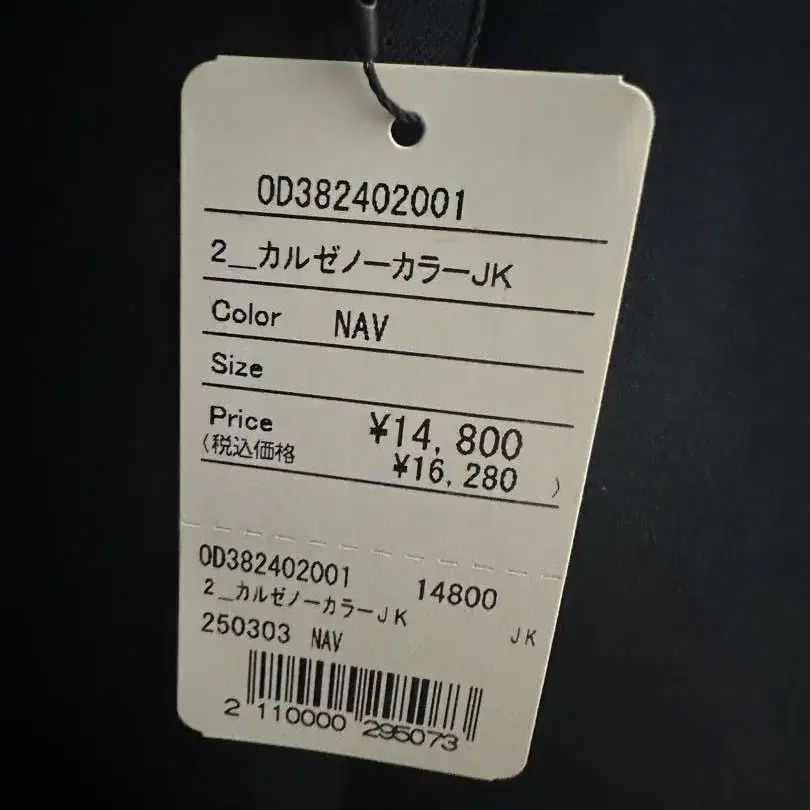 OD382402001
2_カルゼノーカラーJK
Color NAV
Size
Price ¥14,800
(税込価格 ¥16,280 )
OD382402001 14800
2_カルゼノーカラーJK JK
250303 NAV
2 110000 295073